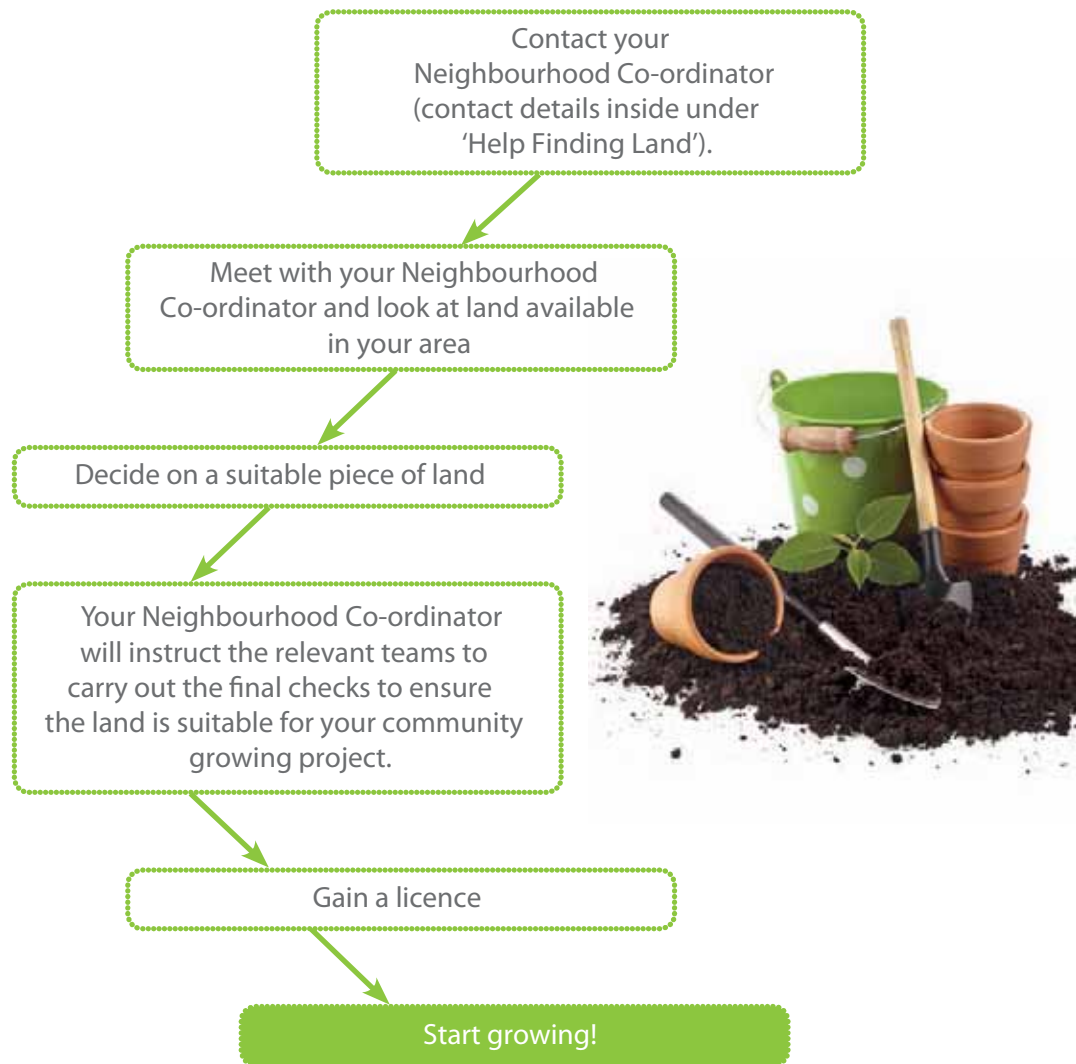 Contact your
Neighbourhood Co-ordinator
(contact details inside under
‘Help Finding Land’).
Meet with your Neighbourhood
Co-ordinator and look at land available
in your area
Decide on a suitable piece of land
Your Neighbourhood Co-ordinator
will instruct the relevant teams to
carry out the final checks to ensure
the land is suitable for your community
growing project.
Gain a licence
Start growing!